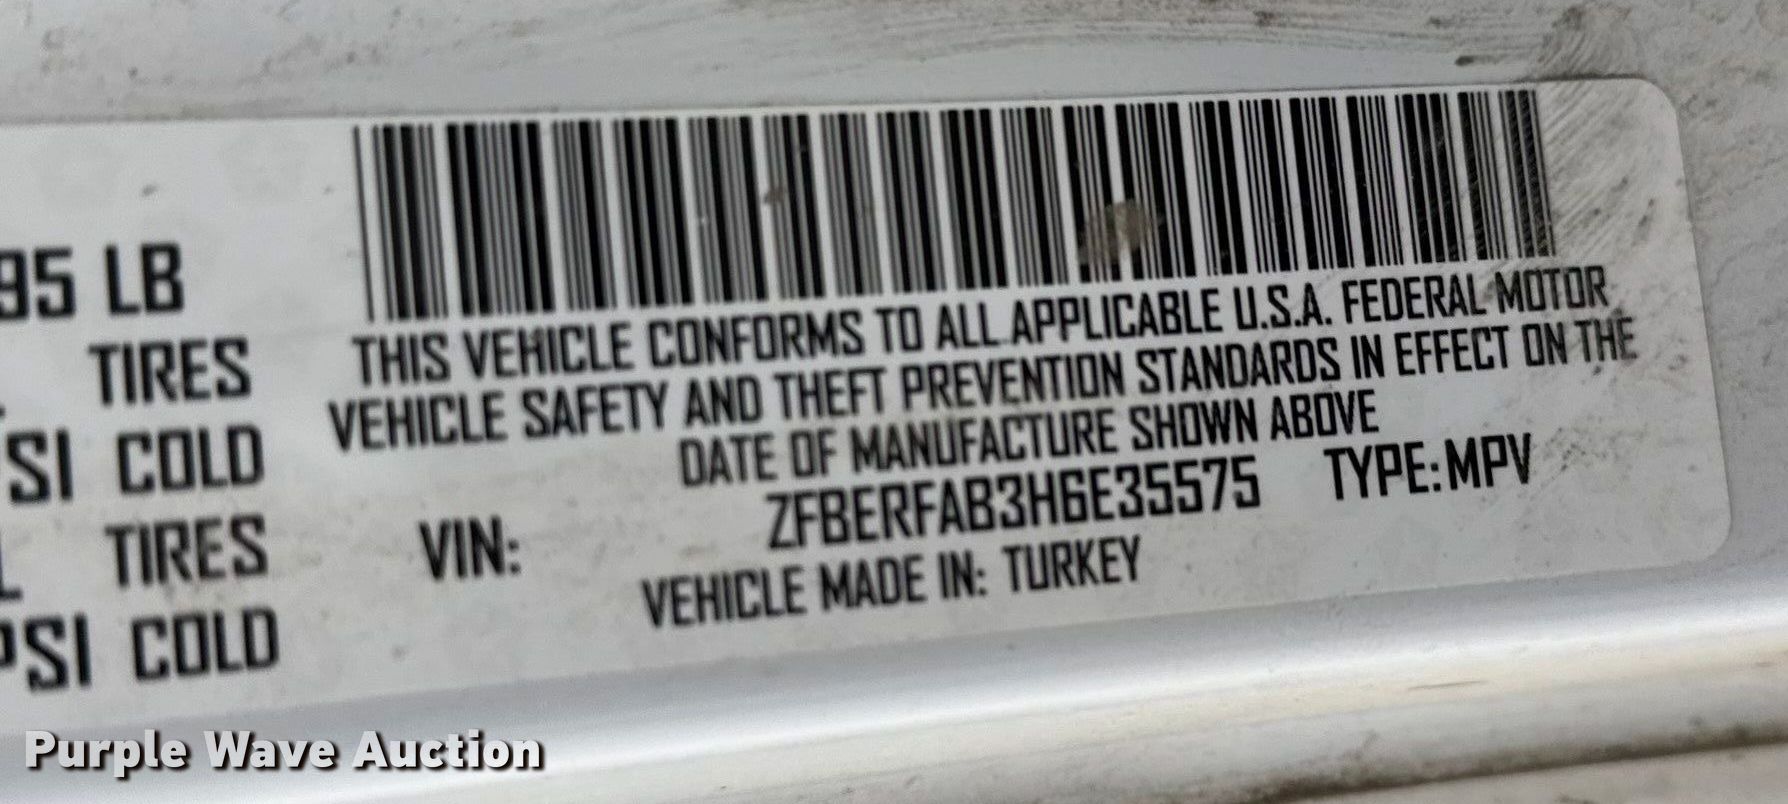 95 LB
TIRES
SI COLD
TIRES
PSI COLD
THIS VEHICLE CONFORMS TO ALL APPLICABLE U.S.A. FEDERAL MOTOR
VEHICLE SAFETY AND THEFT PREVENTION STANDARDS IN EFFECT ON THE
DATE OF MANUFACTURE SHOWN ABOVE
VIN: ZFBERFAB3H6E35575 TYPE: MPV
VEHICLE MADE IN: TURKEY
Purple Wave Auction